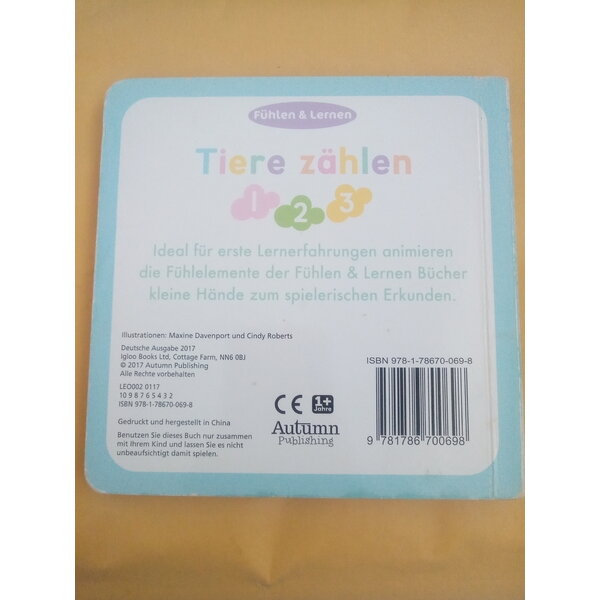 Fühlen & Lernen
Tiere zählen
1 2 3
Ideal für erste Lernerfahrungen animieren
die Fühlelemente der Fühlen & Lernen Bücher
kleine Hände zum spielerischen Erkunden.
Illustrationen: Maxine Davenport und Cindy Roberts
Deutsche Ausgabe 2017
Igloo Books Ltd, Cottage Farm, NN6 0BJ
© 2017 Autumn Publishing
Alle Rechte vorbehalten
LEO002 0117
10 9 8 7 6 5 4 3 2
ISBN 978-1-78670-069-8
Gedruckt und hergestellt in China
Benutzen Sie dieses Buch nur zusammen
mit Ihrem Kind und lassen Sie es nicht
unbeaufsichtigt damit spielen.
CE
1+
Jahre
Autumn
Publishing
ISBN 978-1-78670-069-8
9 781786 700698